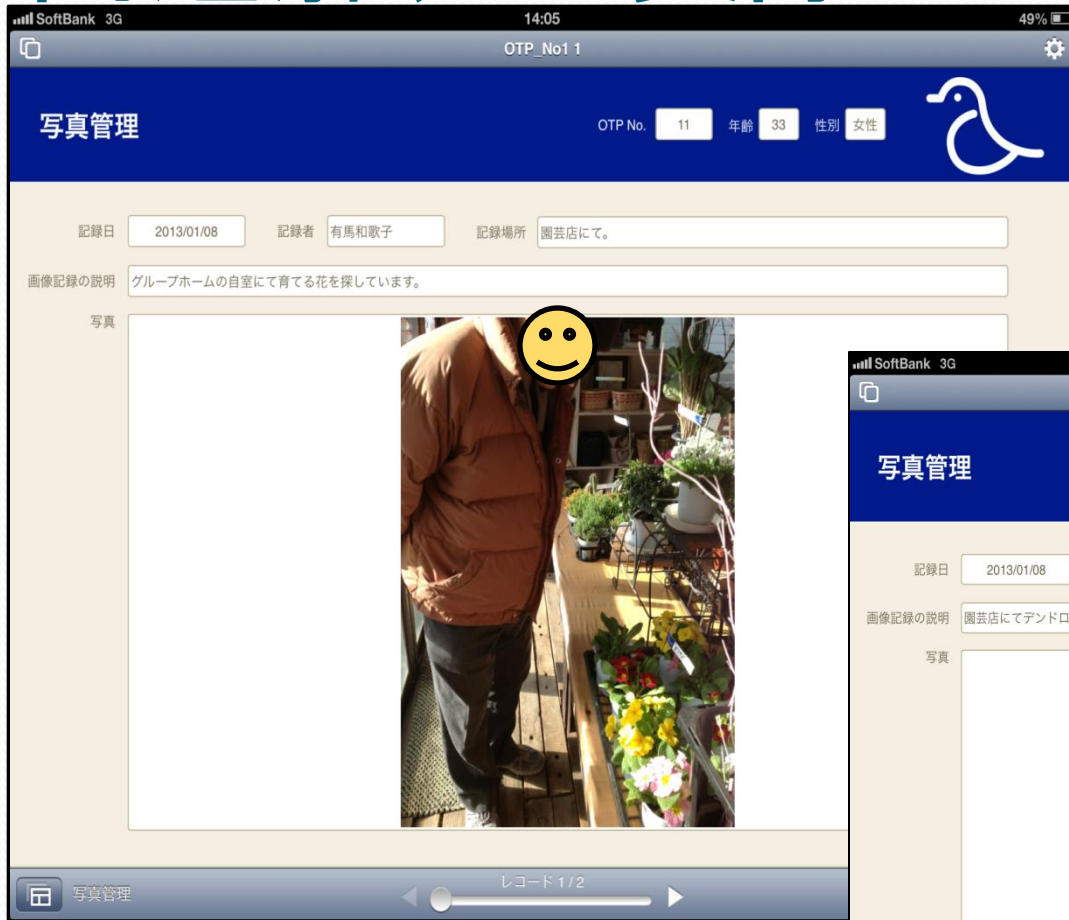 SoftBank 3G 14:05 49%
OTP_No1 1
写真管理 OTP No. 11 年齢 33 性別 女性
記録日 2013/01/08 記録者 有馬和歌子 記録場所 園芸店にて。
画像記録の説明 グループホームの自室にて育てる花を探しています。
写真
写真管理 レコード 1 / 2
SoftBank 3G
写真管理
記録日 2013/01/08
画像記録の説明 園芸店にてデンドロ
写真